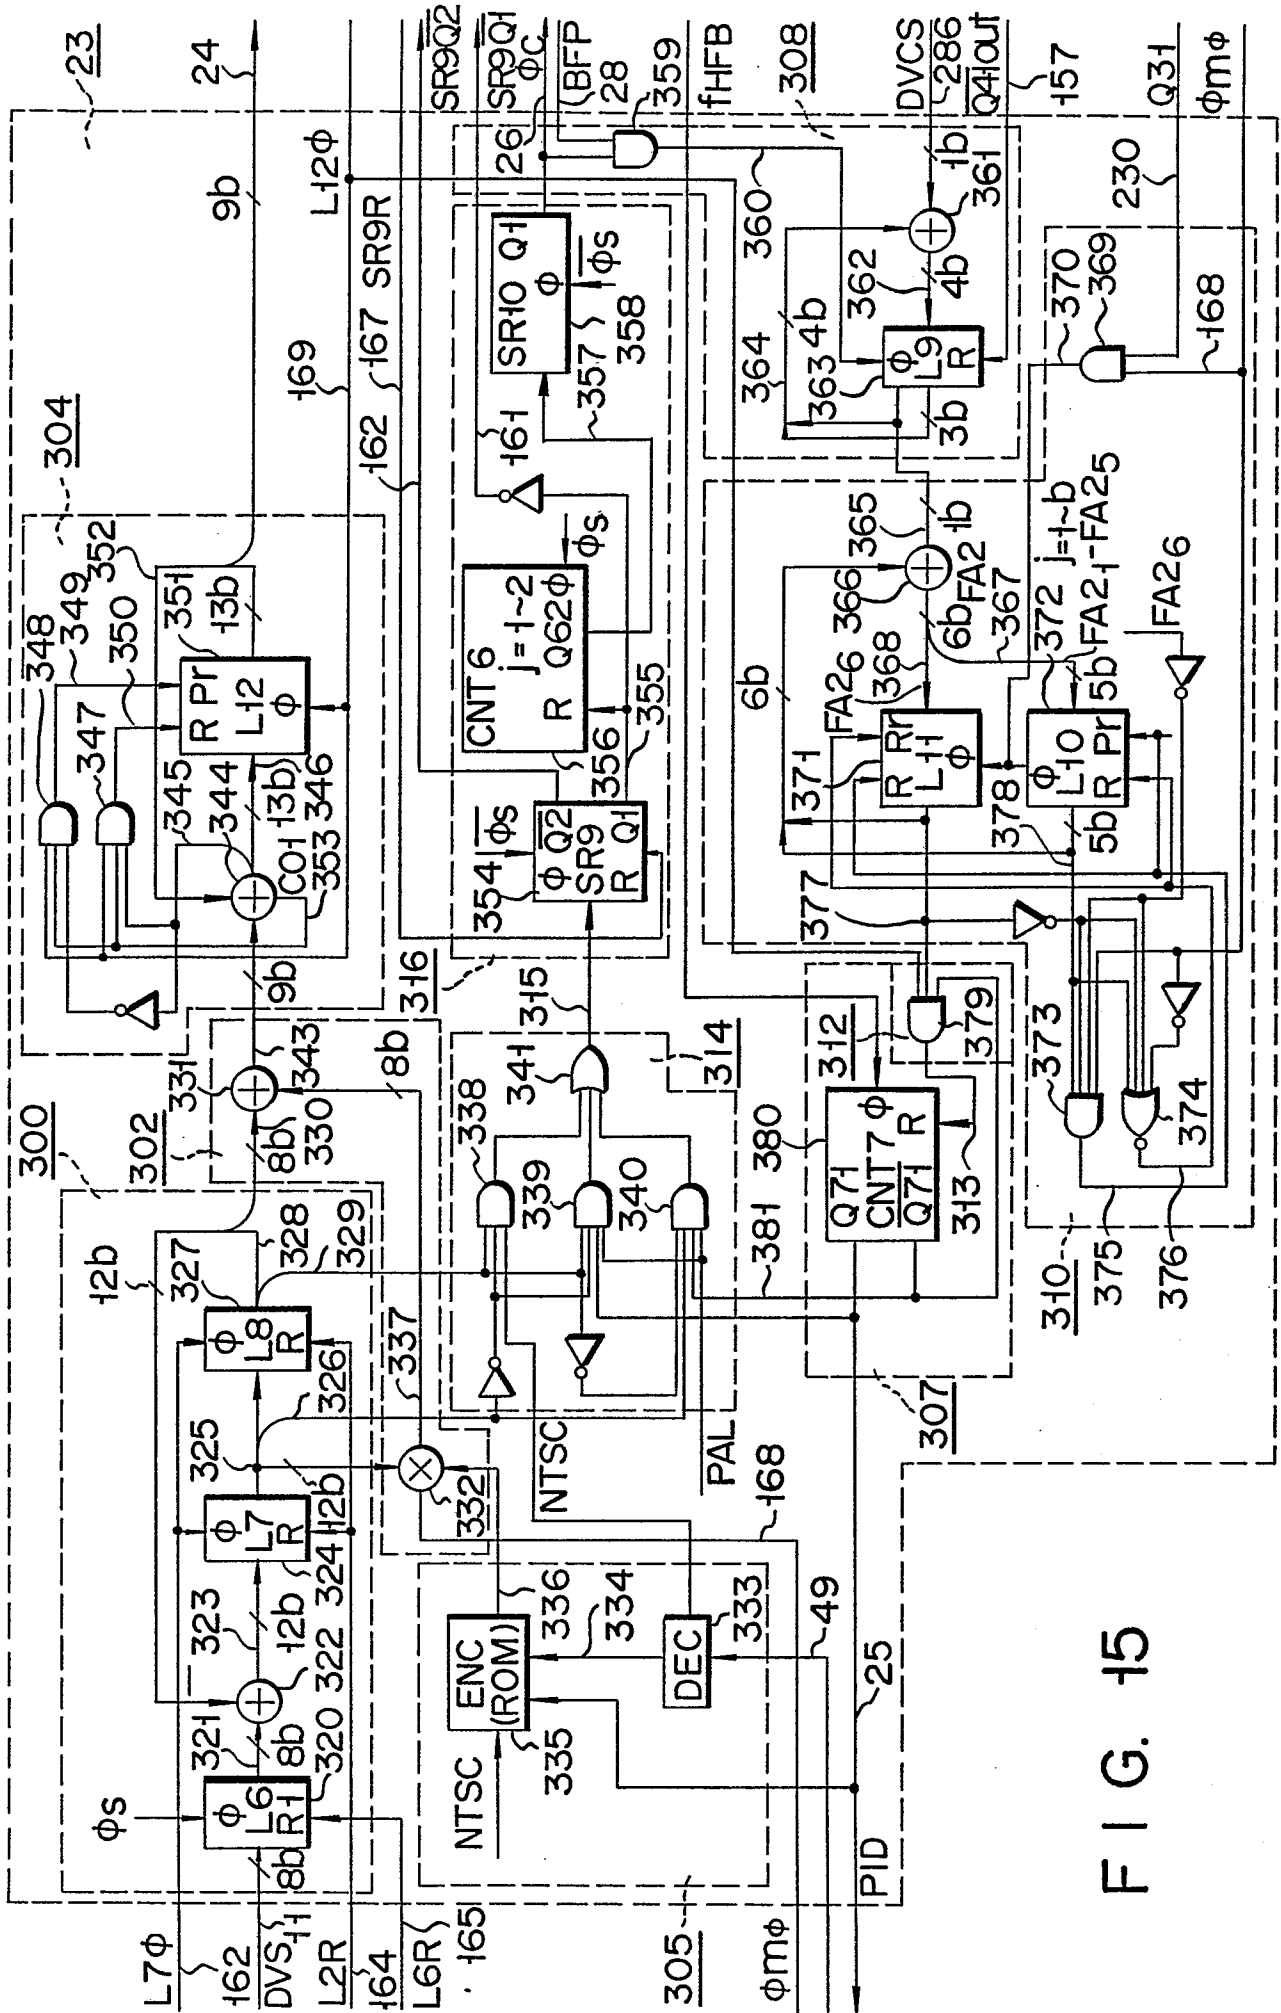 23
24
9b
L12Φ
SR9Q2
SR9Q1
ΦC
BFP
28
26
359
fHFB
308
DVCS
286
Q41out
157
Q31
Φmφ
304
169
167
SR9R
162
348
349
352
350
351
347
R Pr
L12
Φ
13b
345
344
346
13b
CO1
353
9b
SR10 Q1
Φ
Φs
357
358
161
CNT6
j=1~2
R Q62Φ
Φs
356
355
354
Φs
Φ Q2
SR9
R Q1
316
315
360
1b
361
362
4b
364
4b
363
Φ
L9
R
3b
230
370
369
168
365
1b
366
FA2
6b
367
6b
FA26
368
371
R Rr
L11
Φ
372
j=1~b
FA21-FA25
5b
FA26
378
Φ
L10
R Pr
5b
377
300
302
331
343
330
8b
8b
314
341
338
339
340
312
379
373
374
380
Q71
Φ
CNT7
R
Q71
313
381
375
376
310
307
12b
327
328
329
Φ
L8
R
326
325
12b
337
332
NTSC
PAL
168
Φ
L7
R
324
323
12b
322
321
8b
320
Φs
Φ
L6
R1
8b
336
334
333
ENC
(ROM)
DEC
335
NTSC
49
25
PID
305
L7Φ
162
DVS
11
L2R
164
L6R
165
Φmφ
FIG. 15